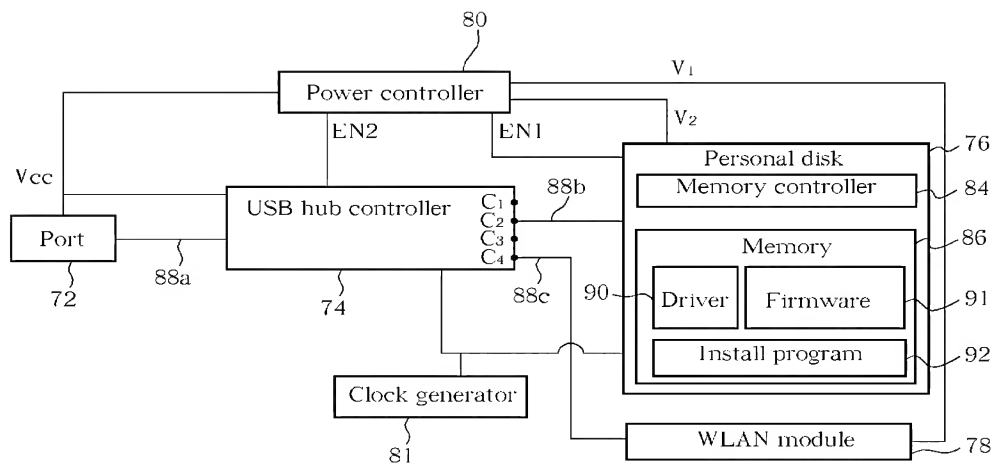 80
V1
Power controller
V2
EN2
EN1
76
Personal disk
Vcc
Memory controller
84
USB hub controller
C1
88b
C2
86
Port
C3
Memory
88a
C4
72
74
88c
90
Driver
Firmware
91
Install program
92
Clock generator
81
WLAN module
78